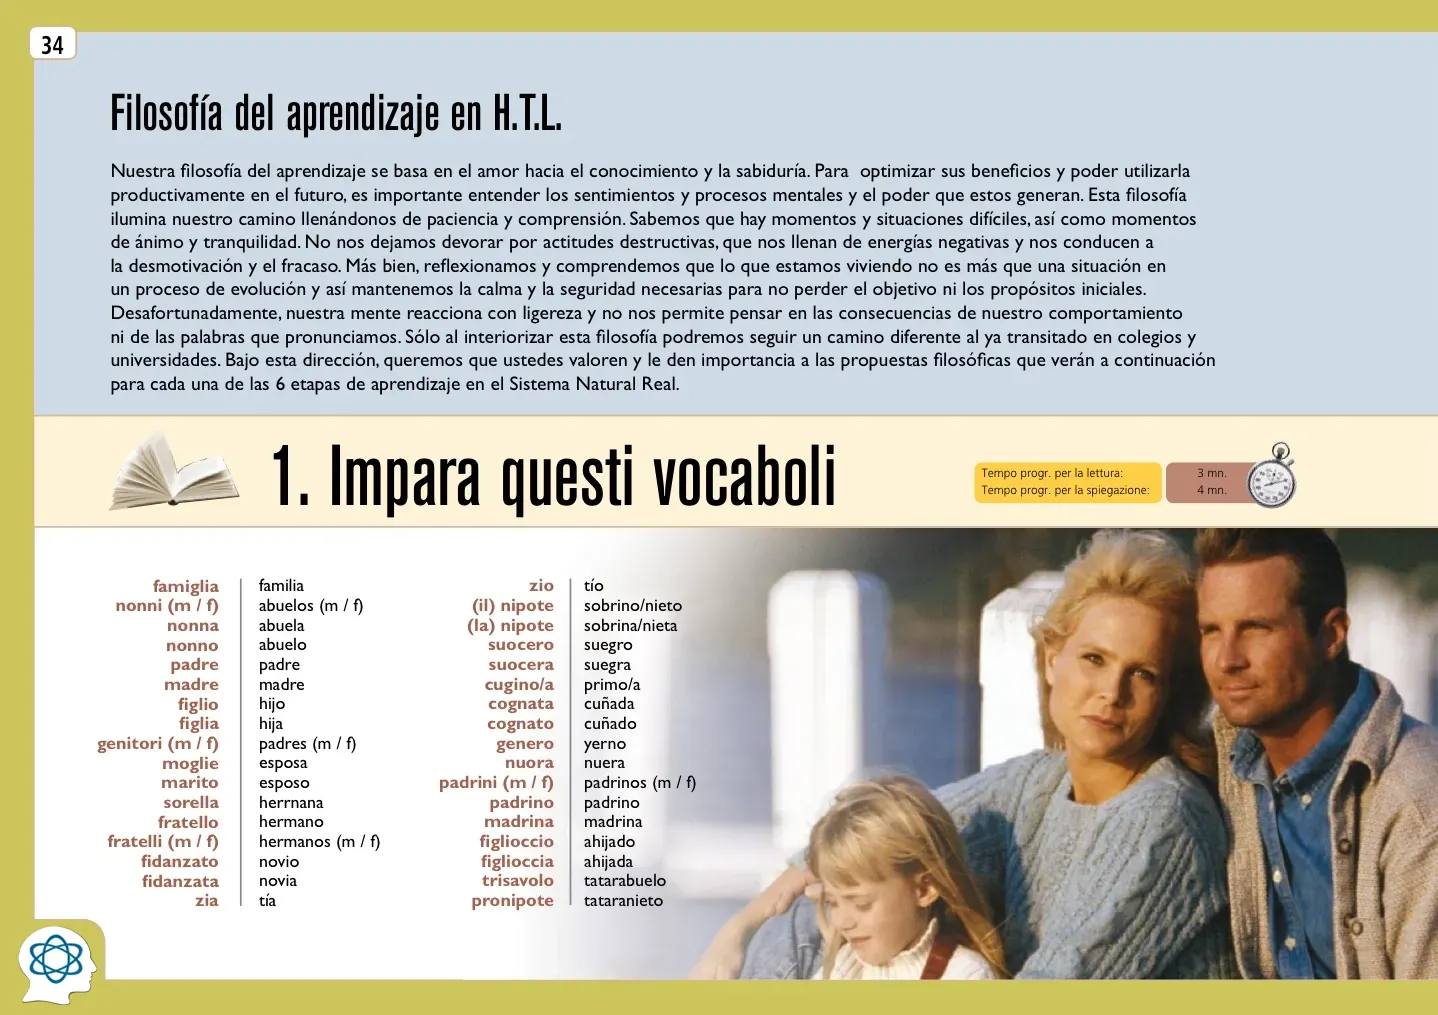 34
Filosofía del aprendizaje en H.T.L.
Nuestra filosofía del aprendizaje se basa en el amor hacia el conocimiento y la sabiduría. Para  optimizar sus beneficios y poder utilizarla
productivamente en el futuro, es importante entender los sentimientos y procesos mentales y el poder que estos generan. Esta filosofía
ilumina nuestro camino llenándonos de paciencia y comprensión. Sabemos que hay momentos y situaciones difíciles, así como momentos
de ánimo y tranquilidad. No nos dejamos devorar por actitudes destructivas, que nos llenan de energías negativas y nos conducen a
la desmotivación y el fracaso. Más bien, reflexionamos y comprendemos que lo que estamos viviendo no es más que una situación en
un proceso de evolución y así mantenemos la calma y la seguridad necesarias para no perder el objetivo ni los propósitos iniciales.
Desafortunadamente, nuestra mente reacciona con ligereza y no nos permite pensar en las consecuencias de nuestro comportamiento
ni de las palabras que pronunciamos. Sólo al interiorizar esta filosofía podremos seguir un camino diferente al ya transitado en colegios y
universidades. Bajo esta dirección, queremos que ustedes valoren y le den importancia a las propuestas filosóficas que verán a continuación
para cada una de las 6 etapas de aprendizaje en el Sistema Natural Real.
1. Impara questi vocaboli
Tempo progr. per la lettura: 3 mn.
Tempo progr. per la spiegazione: 4 mn.
famiglia familia
nonni (m / f) abuelos (m / f)
nonna abuela
nonno abuelo
padre padre
madre madre
figlio hijo
figlia hija
genitori (m / f) padres (m / f)
moglie esposa
marito esposo
sorella herrnana
fratello hermano
fratelli (m / f) hermanos (m / f)
fidanzato novio
fidanzata novia
zia tía
zio tío
(il) nipote sobrino/nieto
(la) nipote sobrina/nieta
suocero suegro
suocera suegra
cugino/a primo/a
cognata cuñada
cognato cuñado
genero yerno
nuora nuera
padrini (m / f) padrinos (m / f)
padrino padrino
madrina madrina
figlioccio ahijado
figlioccia ahijada
trisavolo tatarabuelo
pronipote tataranieto